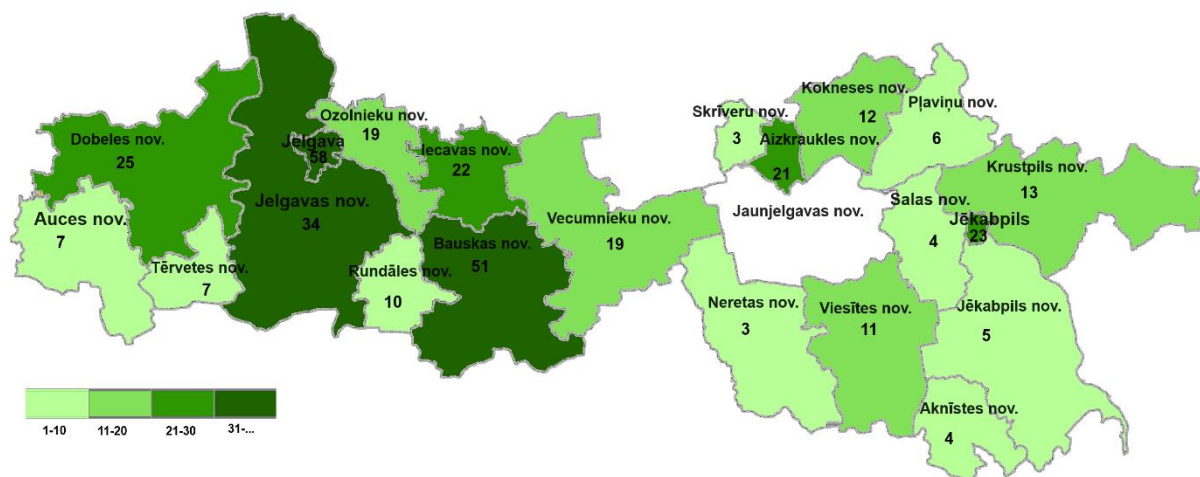 Dobeles nov.
25
Auces nov.
7
Tērvetes nov.
7
Jelgava
58
Jelgavas nov.
34
Ozolnieku nov.
19
Iecavas nov.
22
Rundāles nov.
10
Bauskas nov.
51
Vecumnieku nov.
19
Skrīveru nov.
3
Aizkraukles nov.
21
Kokneses nov.
12
Pļaviņu nov.
6
Jaunjelgavas nov.
Krustpils nov.
13
Salas nov.
4
Jēkabpils
23
Neretas nov.
3
Viesītes nov.
11
Jēkabpils nov.
5
Aknīstes nov.
4
1-10 11-20 21-30 31-...